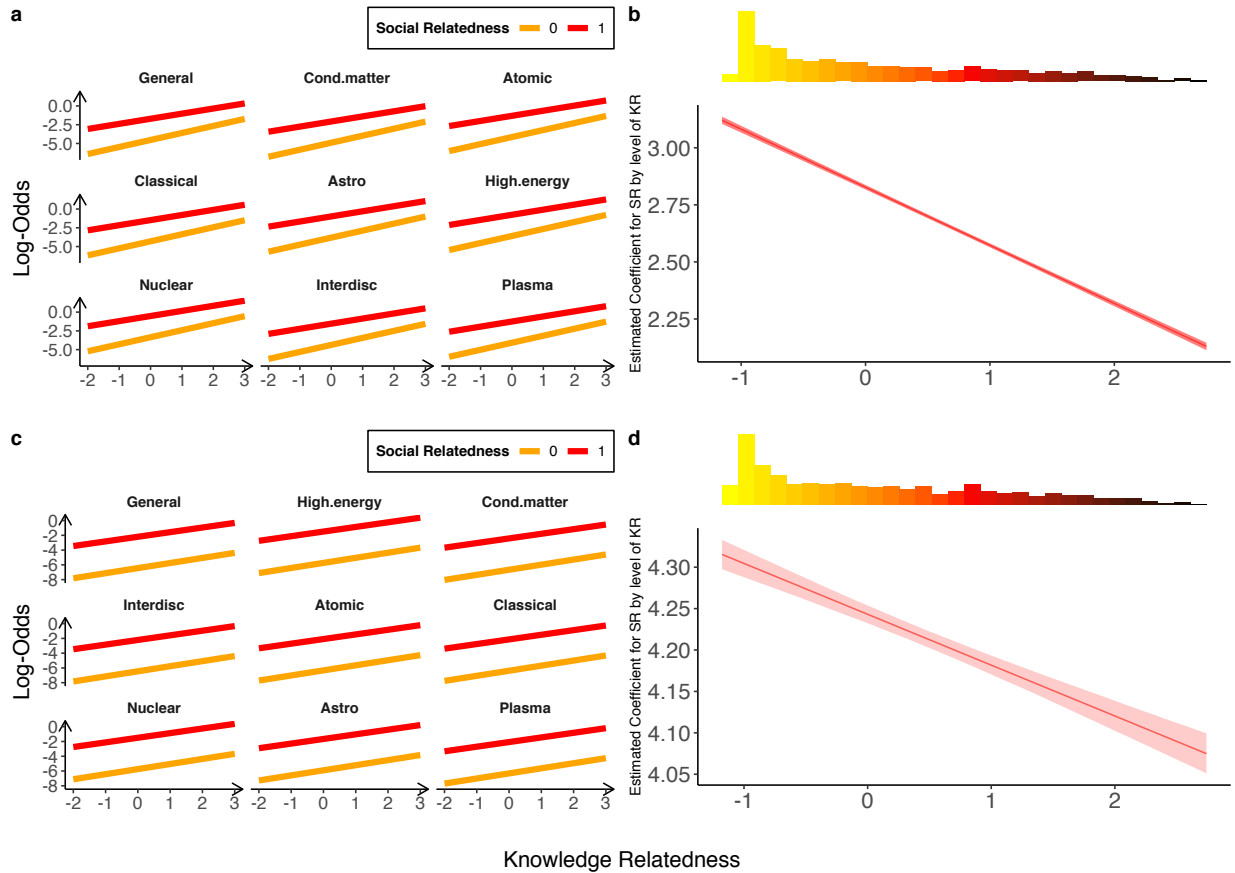 a
Social Relatedness 0 1
General Cond.matter Atomic
0.0
-2.5
-5.0
Classical Astro High.energy
0.0
-2.5
-5.0
Nuclear Interdisc Plasma
0.0
-2.5
-5.0
-2 -1 0 1 2 3 -2 -1 0 1 2 3 -2 -1 0 1 2 3
Log-Odds
b
Estimated Coefficient for SR by level of KR
3.00
2.75
2.50
2.25
-1 0 1 2
c
Social Relatedness 0 1
General High.energy Cond.matter
0
-2
-4
-6
-8
Interdisc Atomic Classical
0
-2
-4
-6
-8
Nuclear Astro Plasma
0
-2
-4
-6
-8
-2 -1 0 1 2 3 -2 -1 0 1 2 3 -2 -1 0 1 2 3
Log-Odds
d
Estimated Coefficient for SR by level of KR
4.30
4.25
4.20
4.15
4.10
4.05
-1 0 1 2
Knowledge Relatedness